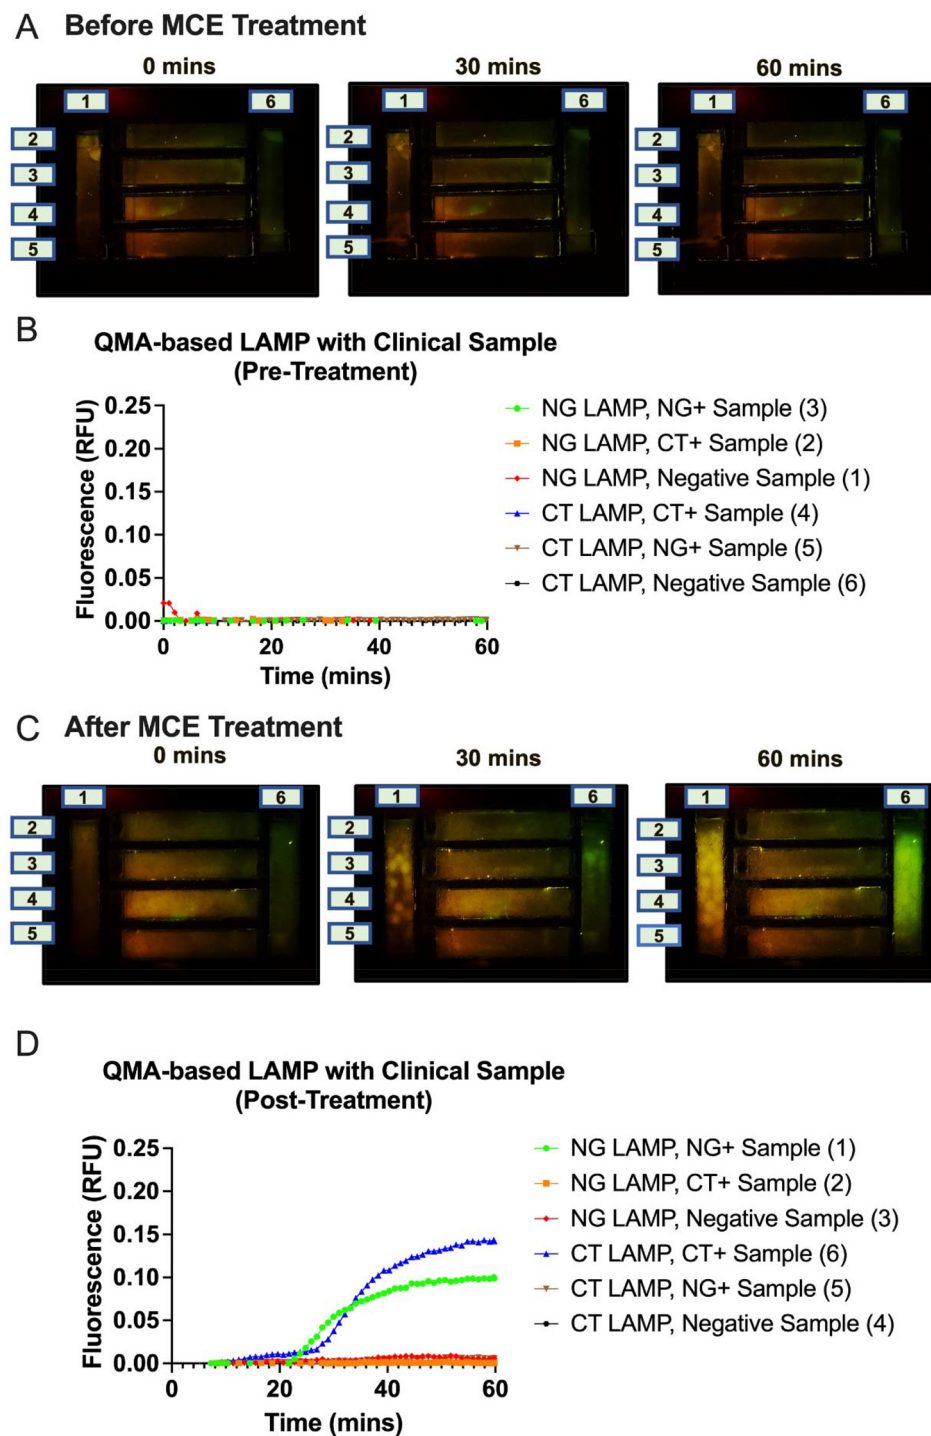 A Before MCE Treatment
0 mins 30 mins 60 mins
1 6 1 6 1 6
2 2 2
3 3 3
4 4 4
5 5 5
B
QMA-based LAMP with Clinical Sample
(Pre-Treatment)
Fluorescence (RFU)
0.25
0.20
0.15
0.10
0.05
0.00
0 20 40 60
Time (mins)
NG LAMP, NG+ Sample (3)
NG LAMP, CT+ Sample (2)
NG LAMP, Negative Sample (1)
CT LAMP, CT+ Sample (4)
CT LAMP, NG+ Sample (5)
CT LAMP, Negative Sample (6)
C After MCE Treatment
0 mins 30 mins 60 mins
1 6 1 6 1 6
2 2 2
3 3 3
4 4 4
5 5 5
D
QMA-based LAMP with Clinical Sample
(Post-Treatment)
Fluorescence (RFU)
0.25
0.20
0.15
0.10
0.05
0.00
0 20 40 60
Time (mins)
NG LAMP, NG+ Sample (1)
NG LAMP, CT+ Sample (2)
NG LAMP, Negative Sample (3)
CT LAMP, CT+ Sample (6)
CT LAMP, NG+ Sample (5)
CT LAMP, Negative Sample (4)